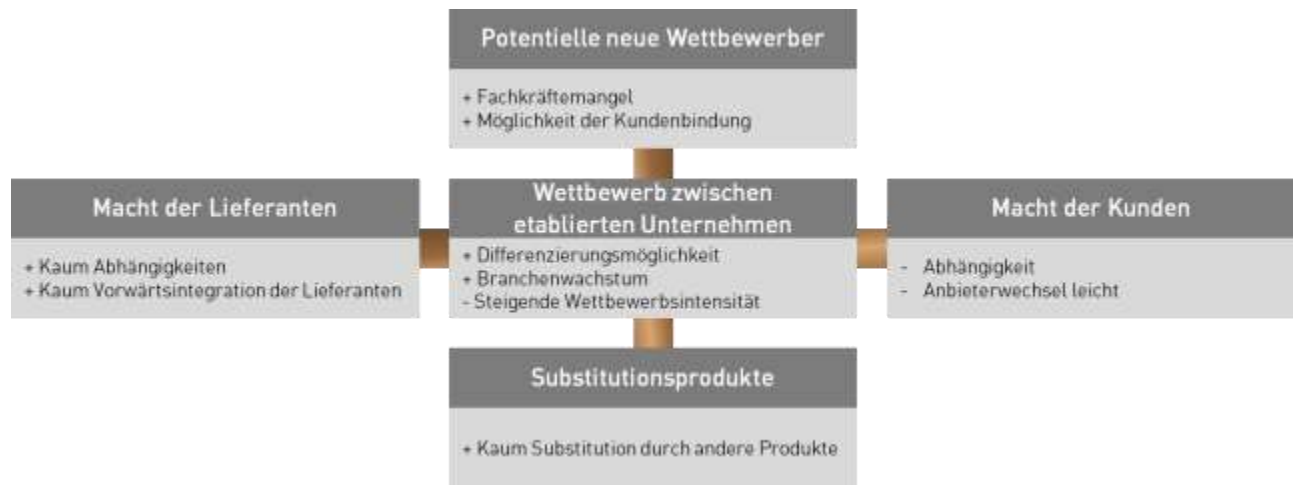 Potentielle neue Wettbewerber
+ Fachkräftemangel
+ Möglichkeit der Kundenbindung
Macht der Lieferanten
+ Kaum Abhängigkeiten
+ Kaum Vorwärtsintegration der Lieferanten
Wettbewerb zwischen
etablierten Unternehmen
+ Differenzierungsmöglichkeit
+ Branchenwachstum
- Steigende Wettbewerbsintensität
Macht der Kunden
- Abhängigkeit
- Anbieterwechsel leicht
Substitutionsprodukte
+ Kaum Substitution durch andere Produkte